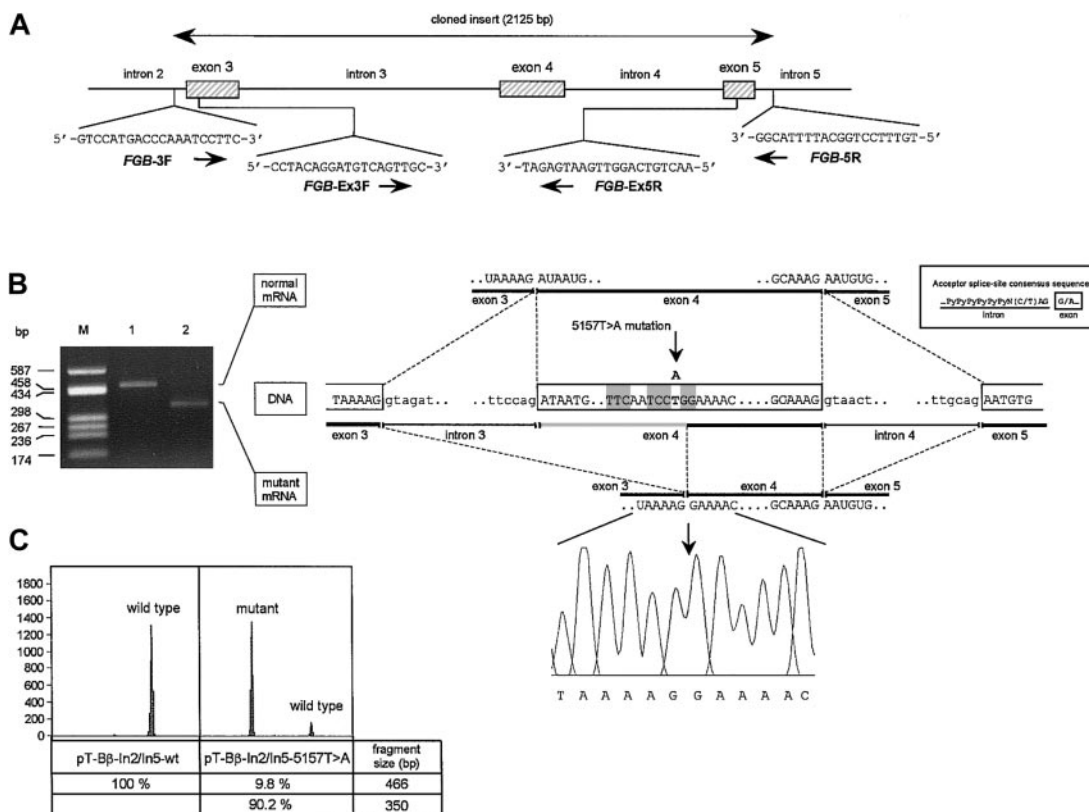 A
cloned insert (2125 bp)
intron 2 exon 3 intron 3 exon 4 intron 4 exon 5 intron 5
5’-GTCCATGACCCAAATCCTTC-3’
FGB-3F
5’-CCTACAGGATGTCAGTTGC-3’
FGB-Ex3F
3’-TAGAGTAAGTTGGACTGTCAA-5’
FGB-Ex5R
3’-GGCATTTTACGGTCCTTTGT-5’
FGB-5R
B
bp M 1 2
587
458
434
298
267
236
174
normal
mRNA
DNA
mutant
mRNA
..UAAAAG AUAAUG.. ..GCAAAG AAUGUG..
exon 3 exon 4 exon 5
Acceptor splice-site consensus sequence
..PyPyPyPyPyPyN(C/T)AG G/A..
intron exon
5157T>A mutation
A
TAAAAG gtagat.. ..ttccag ATAATG..TTCAATCCTGGAAAAC....GCAAAG gtaact.. ..ttgcag AATGTG
exon 3 intron 3 exon 4 intron 4 exon 5
exon 3 exon 4 exon 5
..UAAAAG GAAAAC....GCAAAG AAUGUG..
T A A A A G G A A A A C
C
1800
1600
1400
1200
1000
800
600
400
200
0
wild type
mutant
wild type
pT-Bβ-In2/In5-wt pT-Bβ-In2/In5-5157T>A fragment size (bp)
100 % 9.8 % 466
90.2 % 350